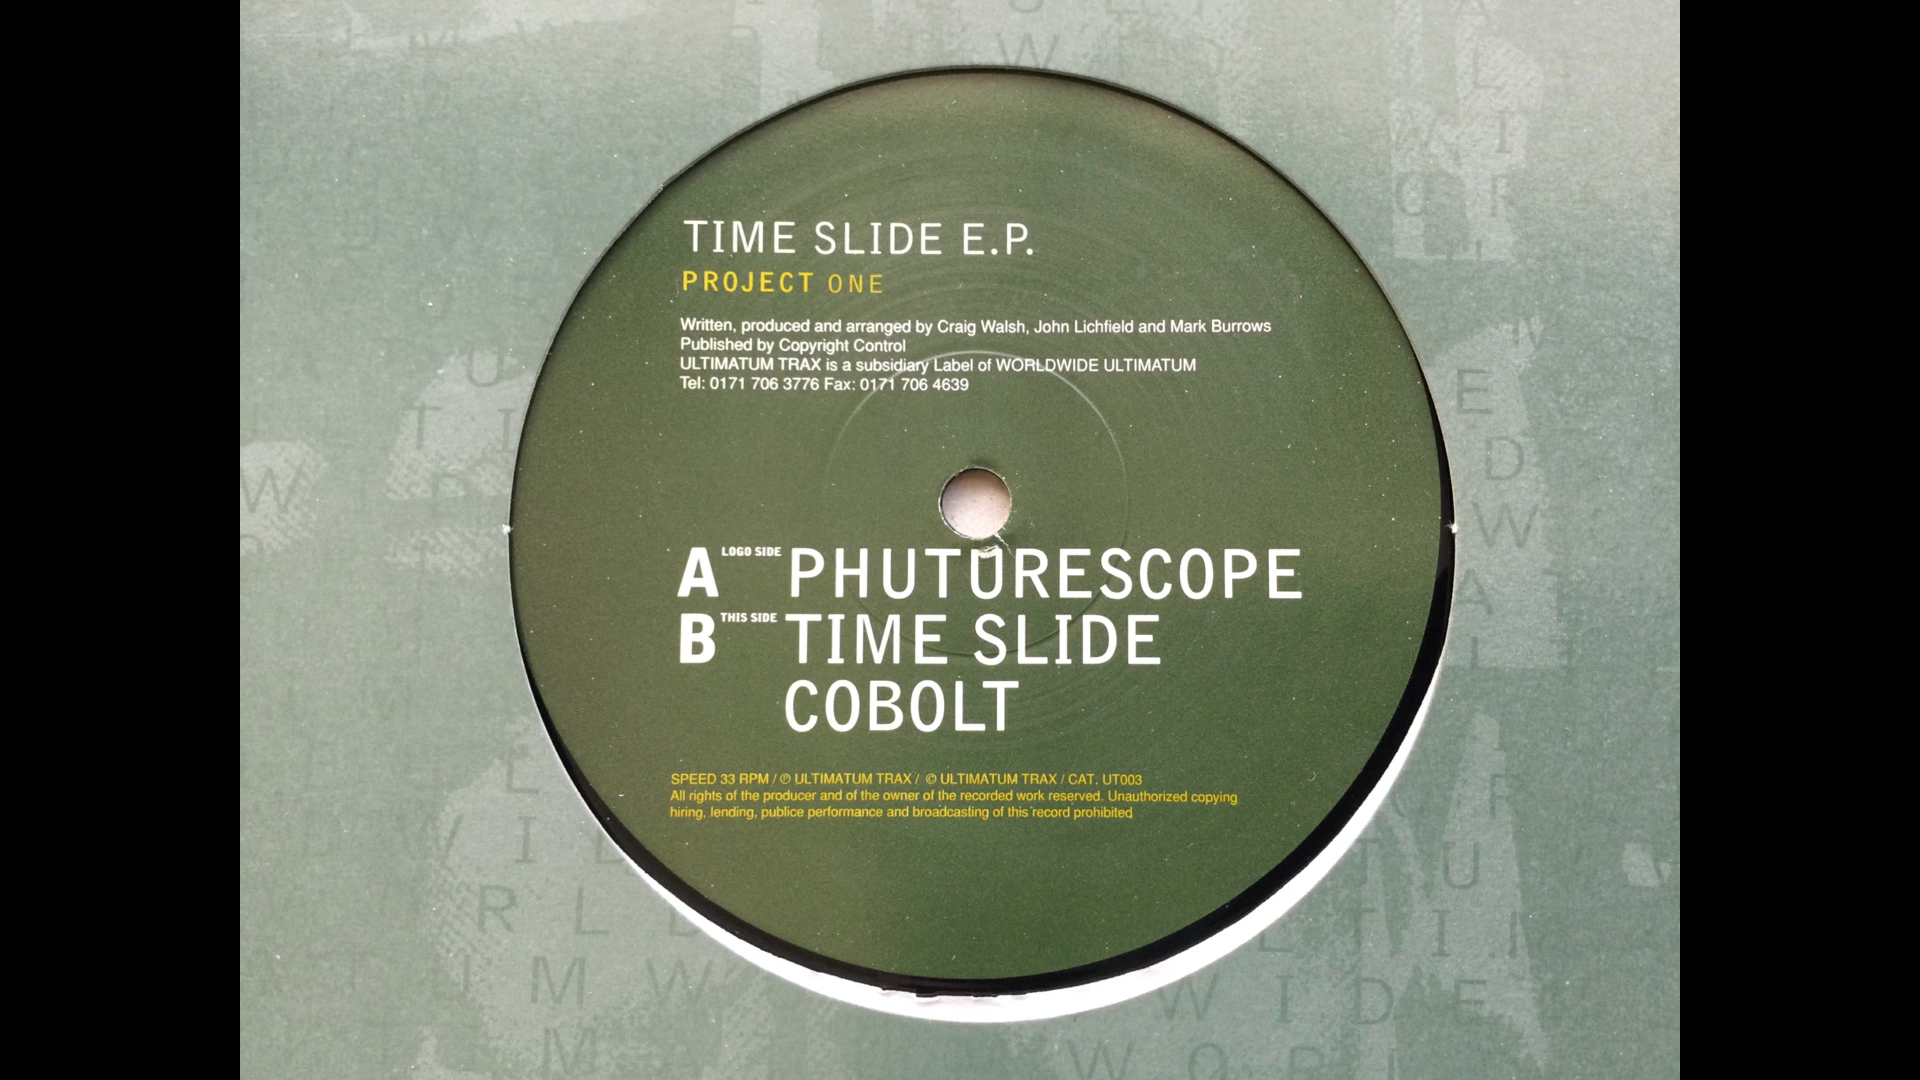 TIME SLIDE E.P.
PROJECT ONE
Written, produced and arranged by Craig Walsh, John Lichfield and Mark Burrows
Published by Copyright Control
ULTIMATUM TRAX is a subsidiary Label of WORLDWIDE ULTIMATUM
Tel: 0171 706 3776 Fax: 0171 706 4639
A LOGO SIDE PHUTURESCOPE
B THIS SIDE TIME SLIDE
COBOLT
SPEED 33 RPM / ℗ ULTIMATUM TRAX / © ULTIMATUM TRAX / CAT. UT003
All rights of the producer and of the owner of the recorded work reserved. Unauthorized copying
hiring, lending, publice performance and broadcasting of this record prohibited